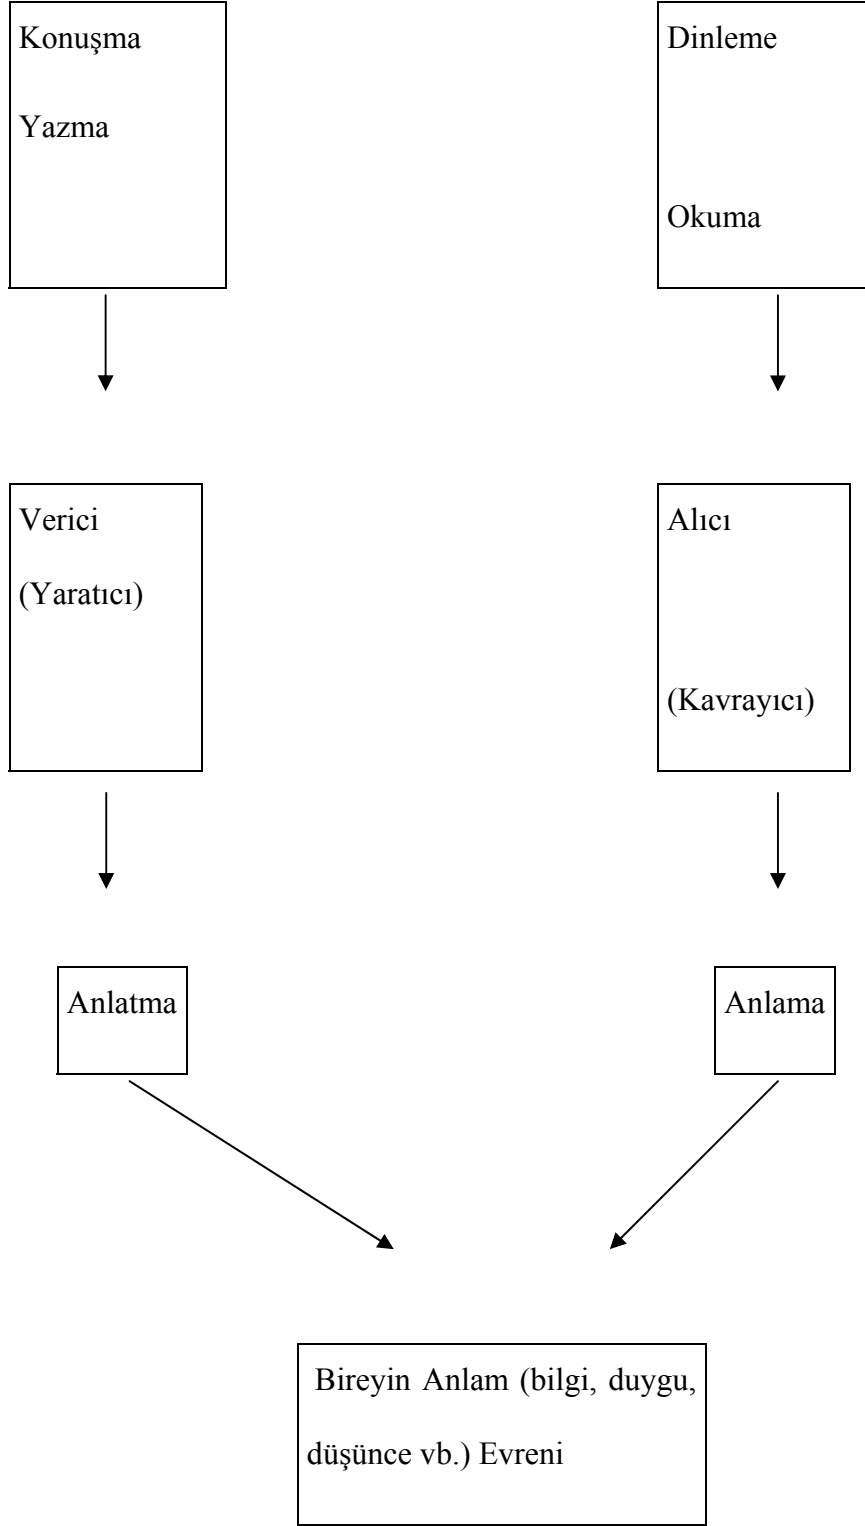 Konuşma
Yazma
Dinleme
Okuma
Verici
(Yaratıcı)
Alıcı
(Kavrayıcı)
Anlatma
Anlama
Bireyin Anlam (bilgi, duygu,
düşünce vb.) Evreni